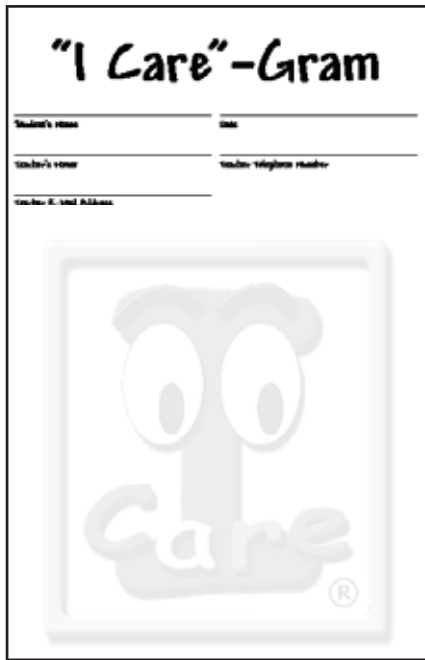 "I Care"-Gram
Student's Name Date
Teacher's Name Teacher Telephone Number
Teacher E-Mail Address
I
Care
®